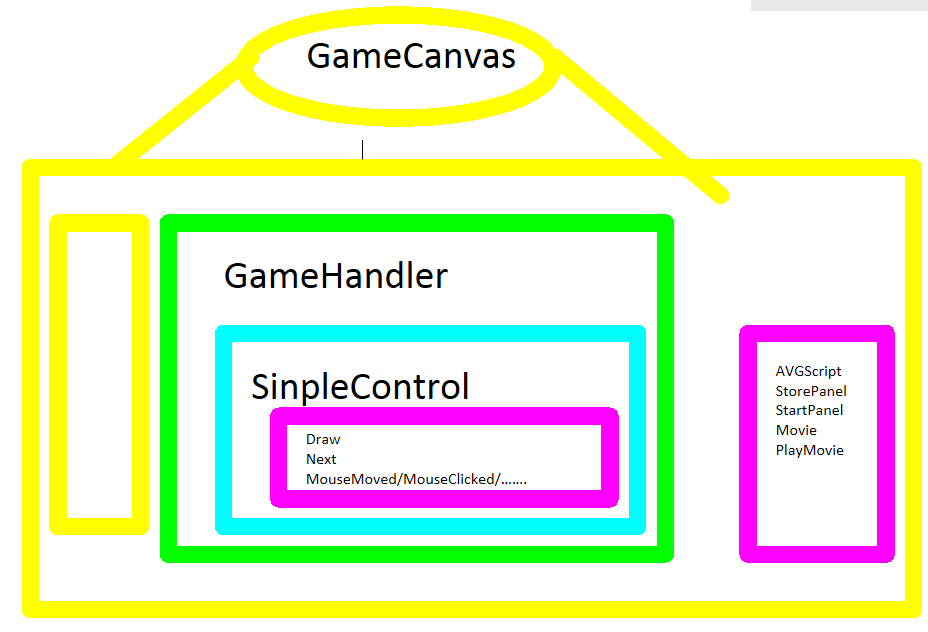 GameCanvas
GameHandler
SinpleControl
Draw
Next
MouseMoved/MouseClicked/…….
AVGScript
StorePanel
StartPanel
Movie
PlayMovie